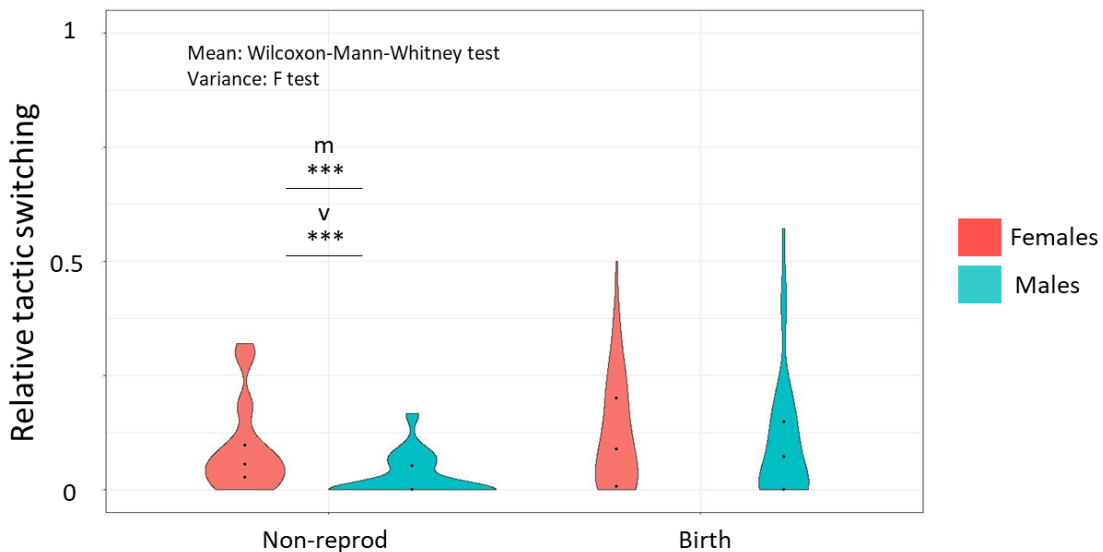 1
Mean: Wilcoxon-Mann-Whitney test
Variance: F test
m
***
v
***
0.5
0
Relative tactic switching
Non-reprod
Birth
Females
Males